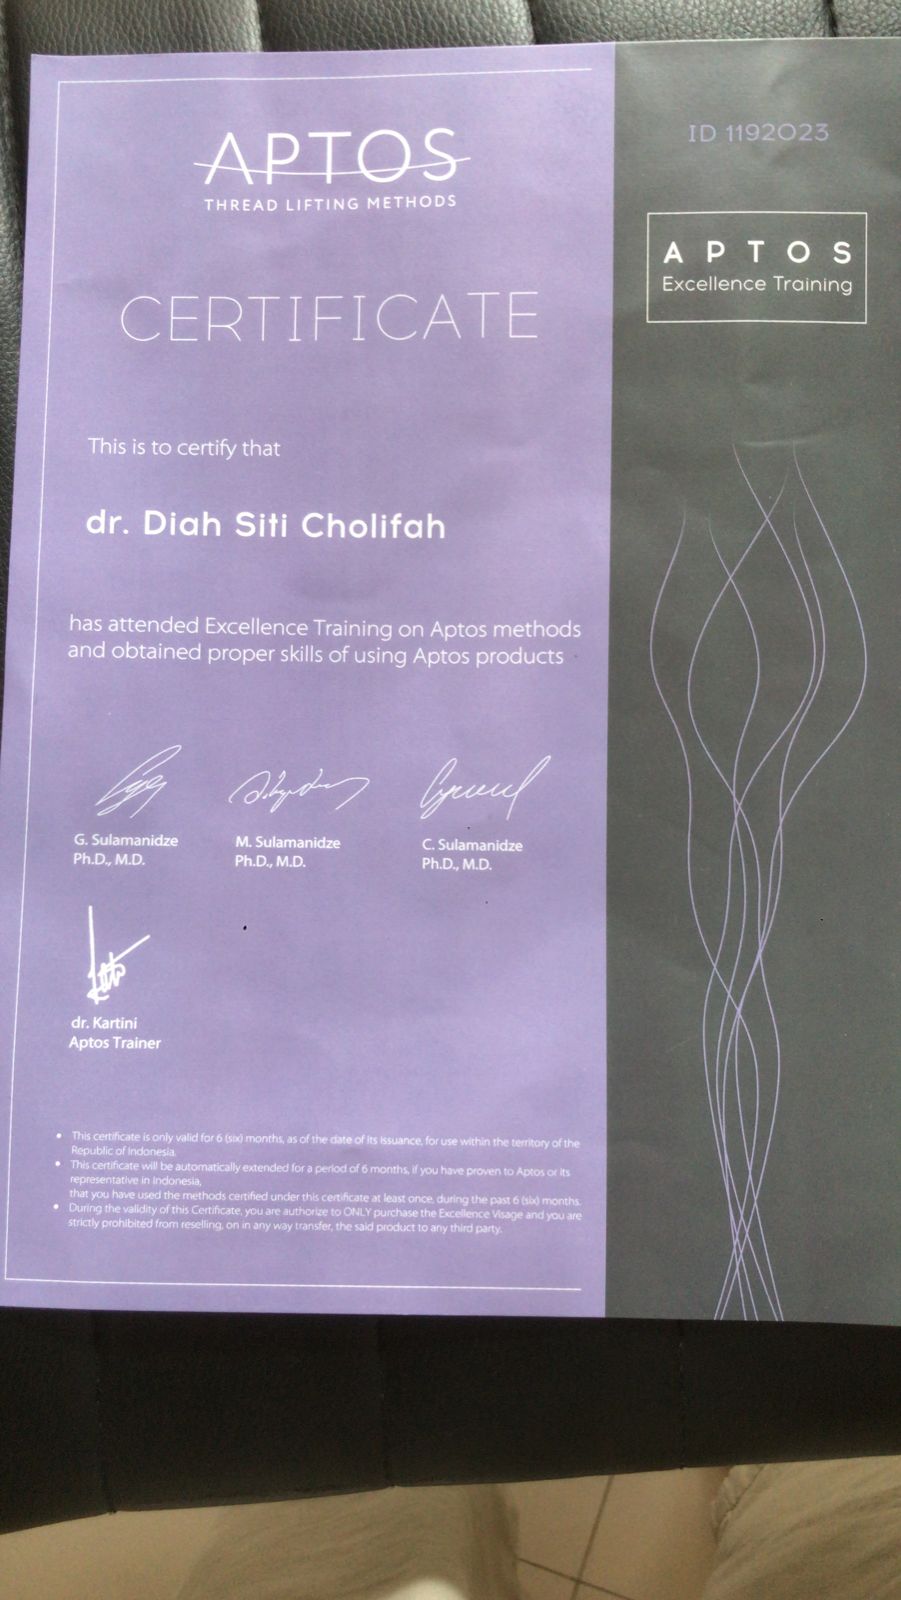 APTOS
THREAD LIFTING METHODS
CERTIFICATE
This is to certify that
dr. Diah Siti Cholifah
has attended Excellence Training on Aptos methods
and obtained proper skills of using Aptos products
G. Sulamanidze
Ph.D., M.D.
M. Sulamanidze
Ph.D., M.D.
C. Sulamanidze
Ph.D., M.D.
dr. Kartini
Aptos Trainer
• This certificate is only valid for 6 (six) months, as of the date of its issuance, for use within the territory of the
Republic of Indonesia.
• This certificate will be automatically extended for a period of 6 months, if you have proven to Aptos or its
representative in Indonesia,
that you have used the methods certified under this certificate at least once, during the past 6 (six) months.
• During the validity of this Certificate, you are authorize to ONLY purchase the Excellence Visage and you are
strictly prohibited from reselling, on in any way transfer, the said product to any third party.
ID 1192023
APTOS
Excellence Training